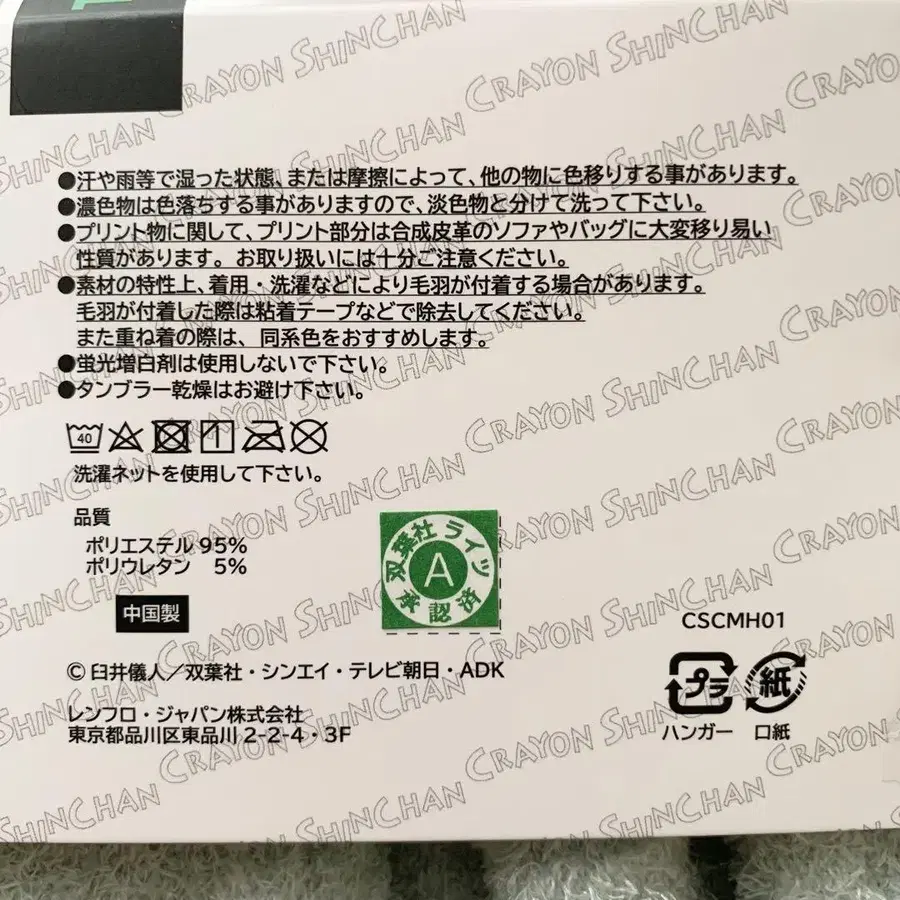 CRAYON SHINCHAN
●汗や雨等で湿った状態、または摩擦によって、他の物に色移りする事があります。
●濃色物は色落ちする事がありますので、淡色物と分けて洗って下さい。
●プリント物に関して、プリント部分は合成皮革のソファやバッグに大変移り易い
性質があります。お取り扱いには十分ご注意ください。
●素材の特性上、着用・洗濯などにより毛羽が付着する場合があります。
毛羽が付着した際は粘着テープなどで除去してください。
また重ね着の際は、同系色をおすすめします。
●蛍光増白剤は使用しないで下さい。
●タンブラー乾燥はお避け下さい。
40
洗濯ネットを使用して下さい。
品質
ポリエステル 95%
ポリウレタン 5%
中国製
双葉社ライツ
A
承認済
CSCMH01
© 臼井儀人／双葉社・シンエイ・テレビ朝日・ADK
プラ 紙
レンフロ・ジャパン株式会社
東京都品川区東品川 2-2-4・3F
ハンガー 口紙